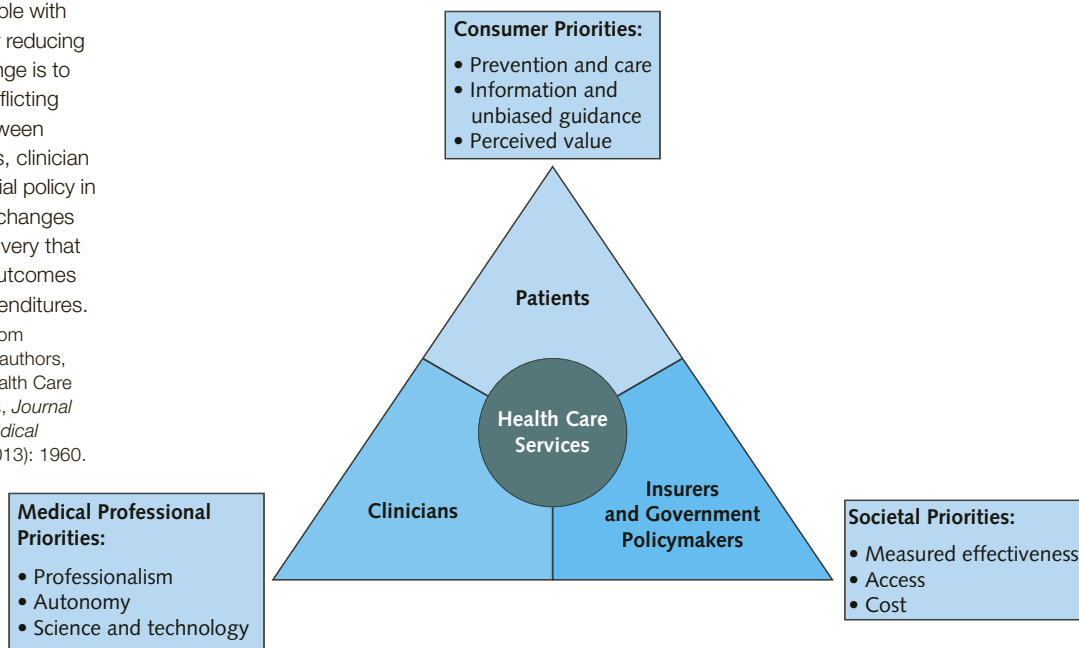 ple with
reducing
nge is to
flicting
ween
s, clinician
ial policy in
changes
very that
utcomes
enditures.
om
authors,
alth Care
s, Journal
dical
013): 1960.
Consumer Priorities:
• Prevention and care
• Information and
unbiased guidance
• Perceived value
Patients
Health Care
Services
Clinicians
Insurers
and Government
Policymakers
Medical Professional
Priorities:
• Professionalism
• Autonomy
• Science and technology
Societal Priorities:
• Measured effectiveness
• Access
• Cost